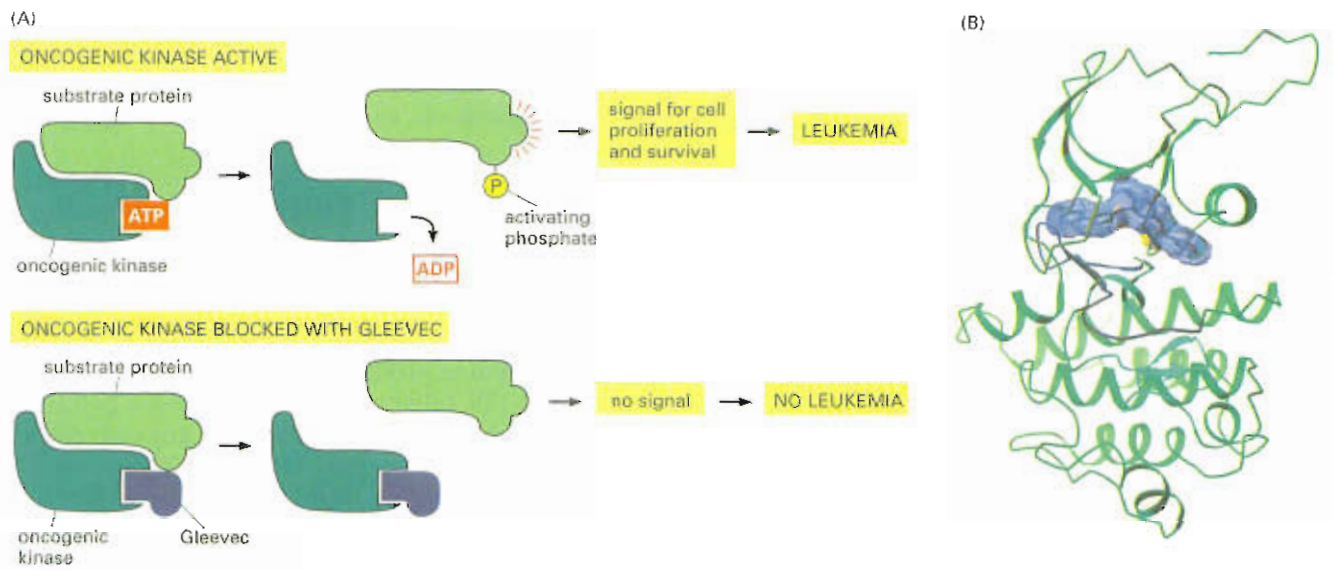 (A)
ONCOGENIC KINASE ACTIVE
substrate protein
ATP
oncogenic kinase
P
activating
phosphate
ADP
signal for cell
proliferation
and survival
LEUKEMIA
ONCOGENIC KINASE BLOCKED WITH GLEEVEC
substrate protein
oncogenic
kinase
Gleevec
no signal
NO LEUKEMIA
(B)